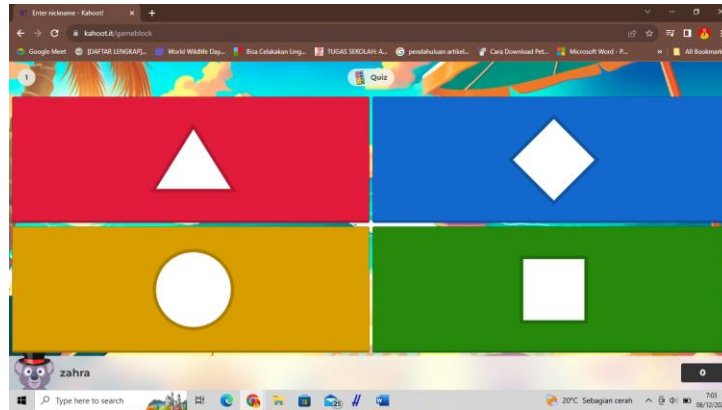 Enter nickname - Kahoot!
kahoot.it/gameblock
Google Meet
[DAFTAR LENGKAP]...
World Wildlife Day...
Bisa Celakakan Ling...
TUGAS SEKOLAH: A...
pendahuluan artikel...
Cara Download Pet...
Microsoft Word - P...
All Bookmark
1
Quiz
zahra
0
Type here to search
25
20°C Sebagian cerah
7:03